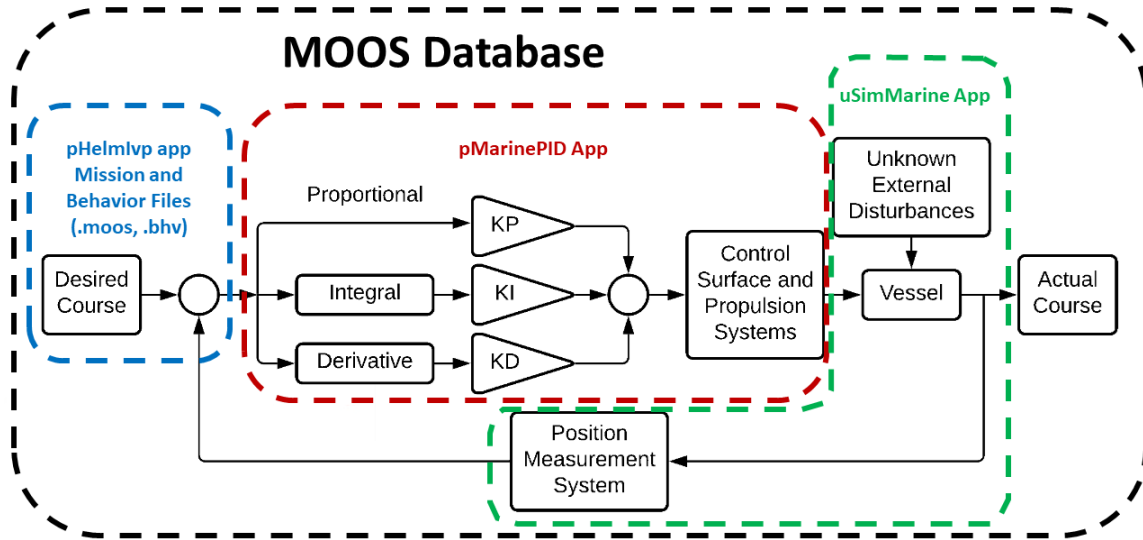 MOOS Database
pHelmIvp app
Mission and
Behavior Files
(.moos, .bhv)
Desired
Course
pMarinePID App
Proportional
KP
Integral
KI
Derivative
KD
Control
Surface and
Propulsion
Systems
uSimMarine App
Unknown
External
Disturbances
Vessel
Actual
Course
Position
Measurement
System